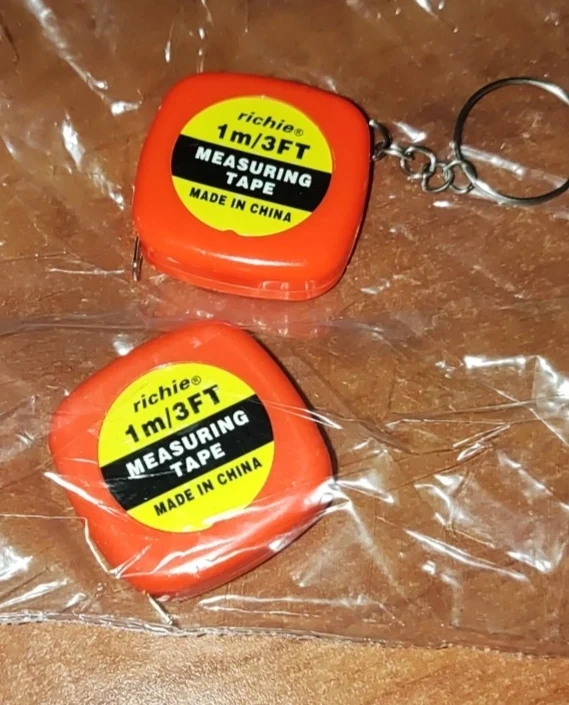 richie®
1m/3FT
MEASURING
TAPE
MADE IN CHINA
richie®
1m/3FT
MEASURING
TAPE
MADE IN CHINA